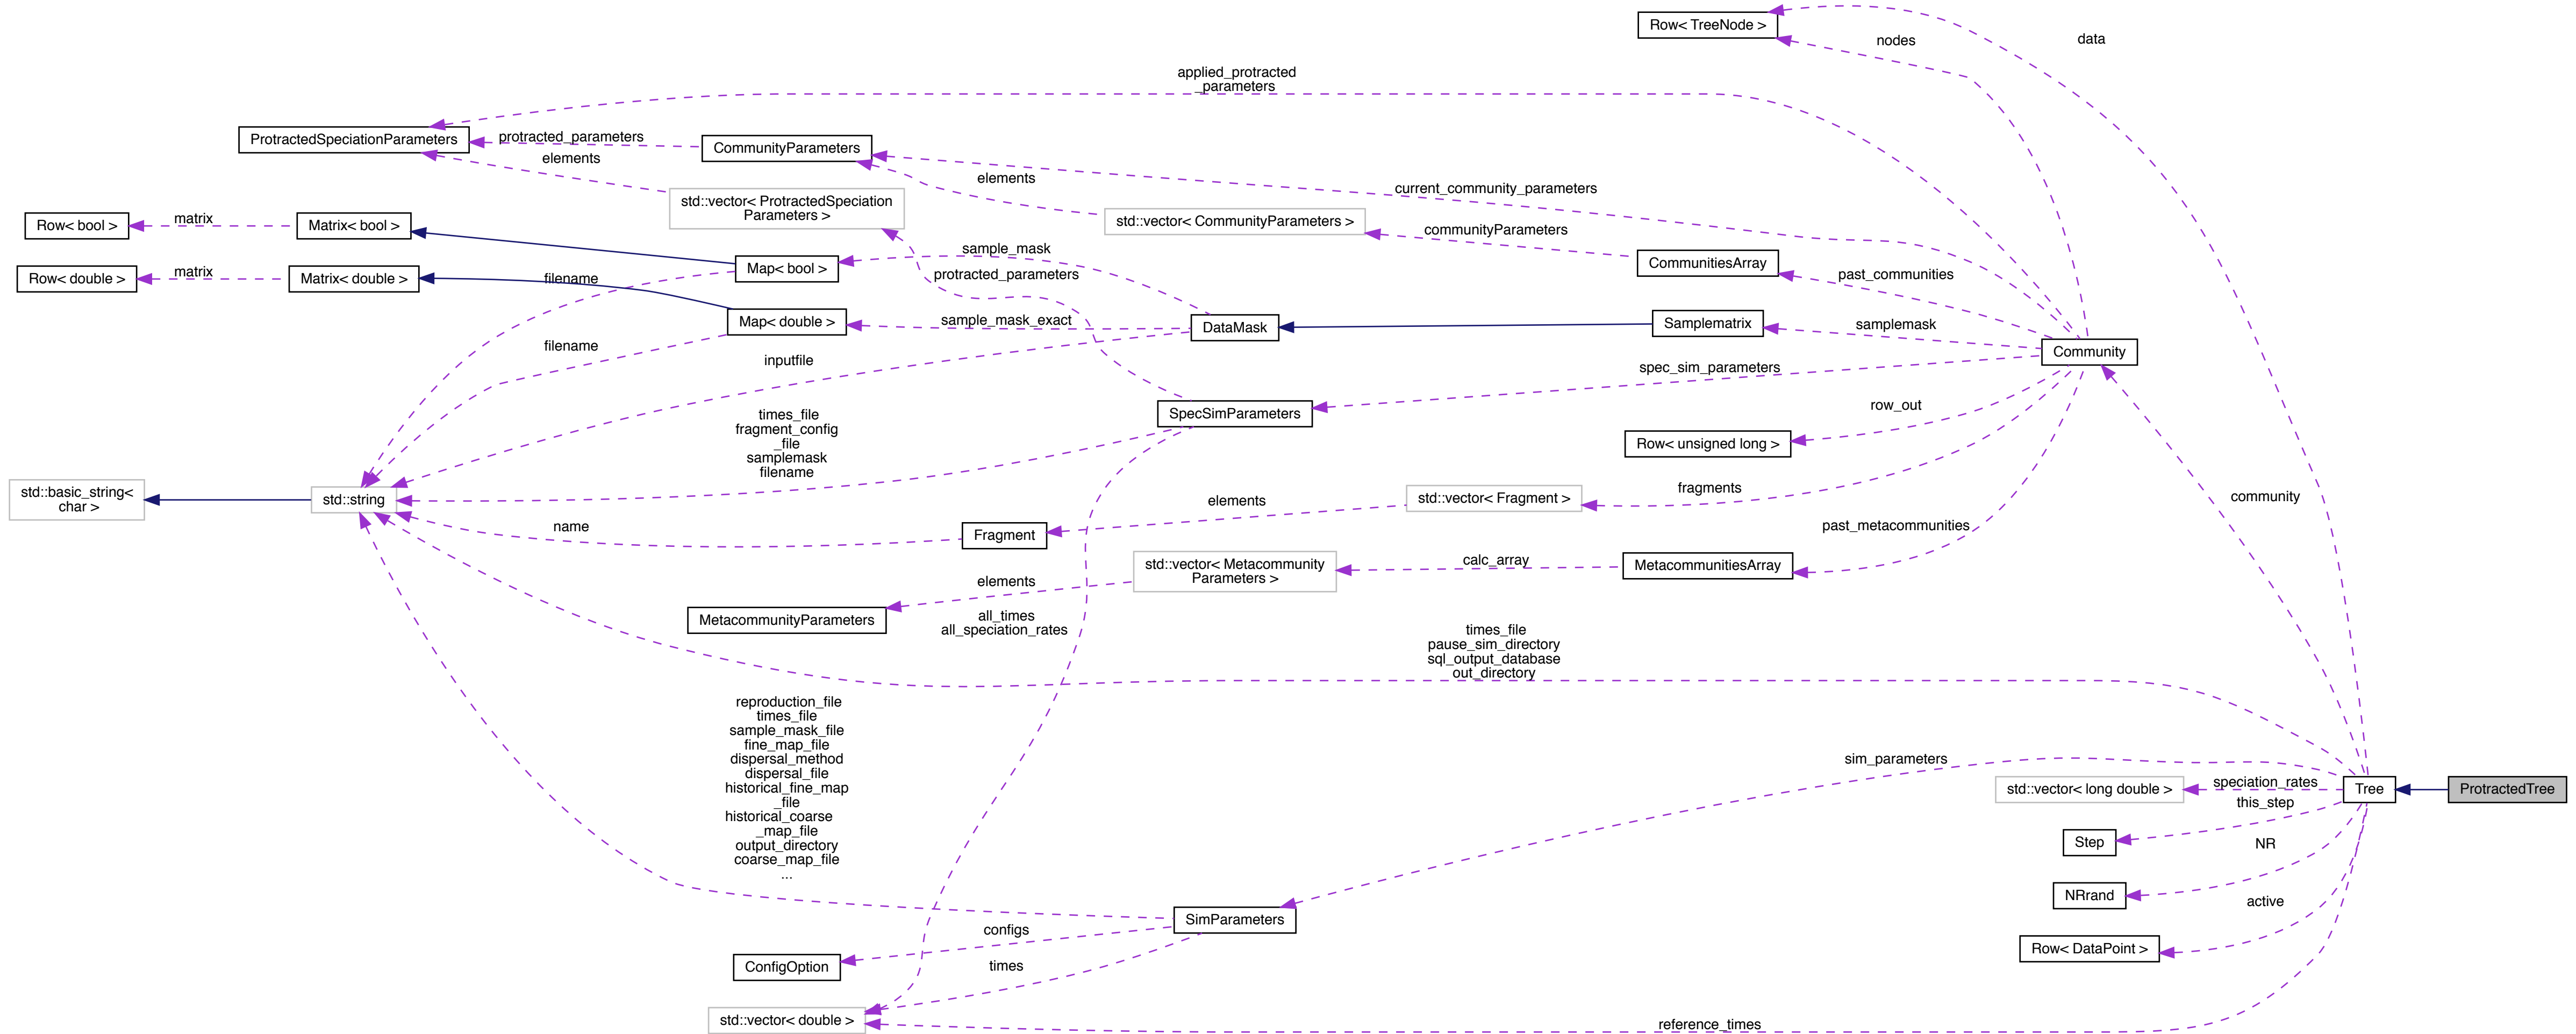 Row< TreeNode >
data
nodes
applied_protracted
_parameters
ProtractedSpeciationParameters
protracted_parameters
CommunityParameters
elements
elements
current_community_parameters
std::vector< ProtractedSpeciation
Parameters >
std::vector< CommunityParameters >
communityParameters
Row< bool >
matrix
Matrix< bool >
sample_mask
Map< bool >
protracted_parameters
CommunitiesArray
past_communities
Row< double >
matrix
Matrix< double >
filename
Map< double >
sample_mask_exact
DataMask
Samplematrix
samplemask
filename
inputfile
Community
spec_sim_parameters
times_file
fragment_config
_file
samplemask
filename
SpecSimParameters
row_out
Row< unsigned long >
std::basic_string<
char >
std::string
elements
std::vector< Fragment >
fragments
community
name
Fragment
past_metacommunities
std::vector< Metacommunity
Parameters >
calc_array
MetacommunitiesArray
elements
MetacommunityParameters
all_times
all_speciation_rates
times_file
pause_sim_directory
sql_output_database
out_directory
reproduction_file
times_file
sample_mask_file
fine_map_file
dispersal_method
dispersal_file
historical_fine_map
_file
historical_coarse
_map_file
output_directory
coarse_map_file
...
sim_parameters
std::vector< long double >
speciation_rates
Tree
ProtractedTree
this_step
Step
NR
NRrand
active
Row< DataPoint >
SimParameters
configs
ConfigOption
times
std::vector< double >
reference_times